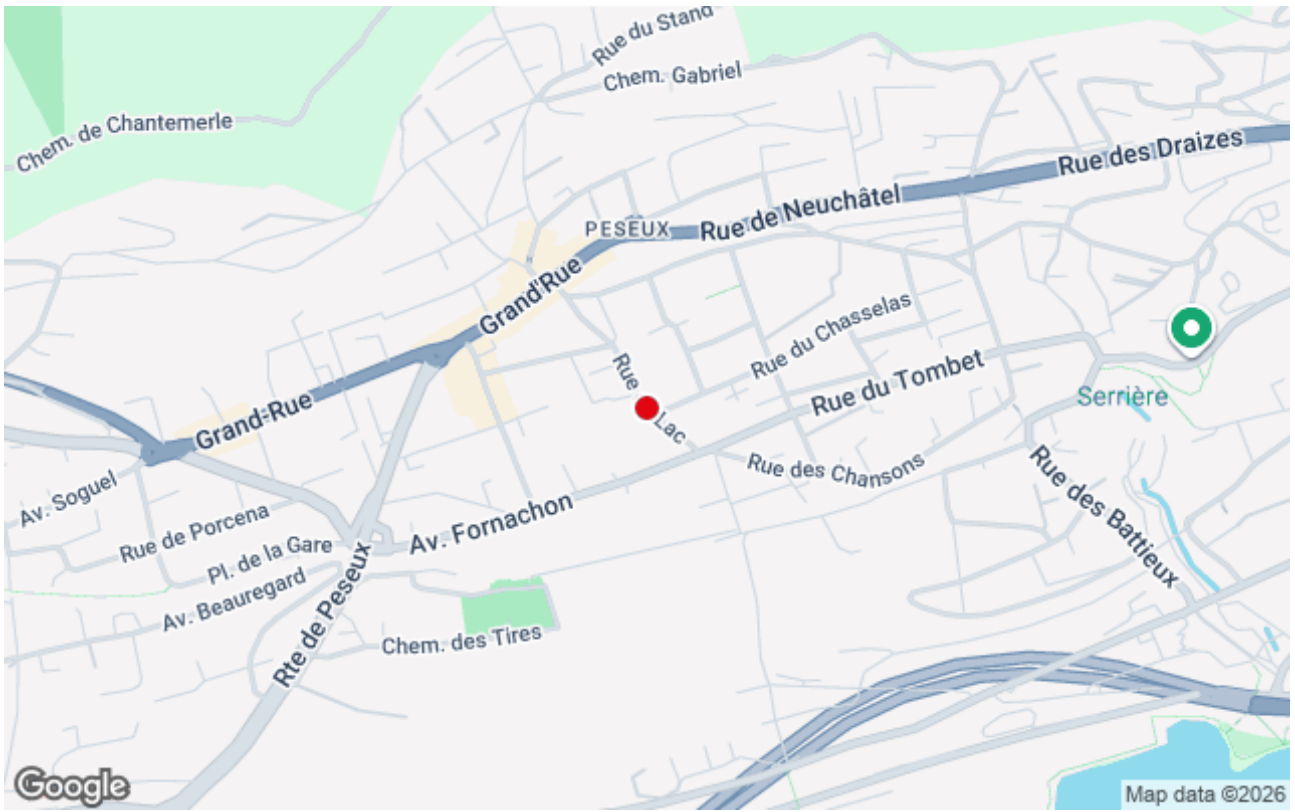 Rue du Stand
Chem. Gabriel
Chem. de Chantemerle
Rue des Draizes
Rue de Neuchâtel
PESEUX
Grand'Rue
Rue du Chasselas
Rue
Lac
Rue du Tombet
Serrière
Grand-Rue
Rue des Chansons
Av. Soguel
Rue de Porcena
Av. Fornachon
Rue des Battieux
Pl. de la Gare
Av. Beauregard
Rte de Peseux
Chem. des Tires
Google
Map data ©2026